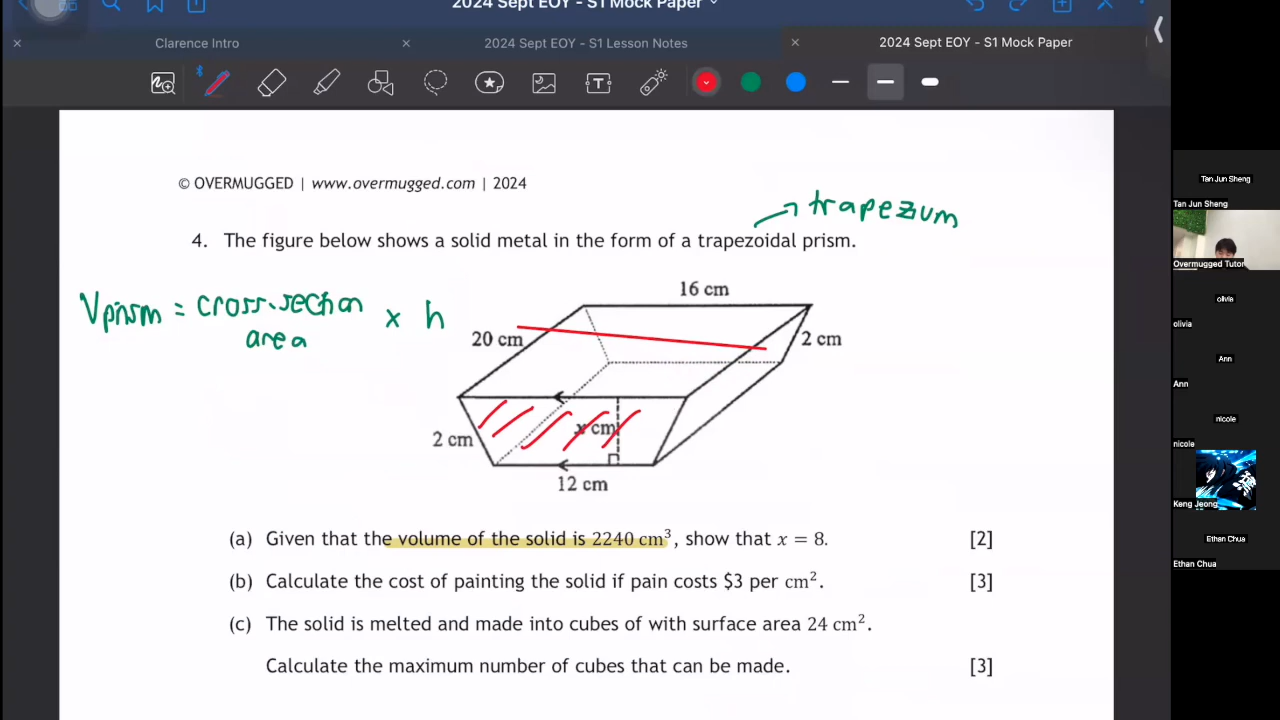 2024 Sept EOY - S1 Mock Paper
Clarence Intro
2024 Sept EOY - S1 Lesson Notes
2024 Sept EOY - S1 Mock Paper
© OVERMUGGED | www.overmugged.com | 2024
trapezium
4. The figure below shows a solid metal in the form of a trapezoidal prism.
Vprism = cross-section area × h
16 cm
20 cm
2 cm
x cm
2 cm
12 cm
(a) Given that the volume of the solid is 2240 cm³, show that x = 8. [2]
(b) Calculate the cost of painting the solid if pain costs $3 per cm². [3]
(c) The solid is melted and made into cubes of with surface area 24 cm².
Calculate the maximum number of cubes that can be made. [3]
Tan Jun Sheng
Tan Jun Sheng
Overmugged Tutor
olivia
olivia
Ann
Ann
nicole
nicole
Keng Jeong
Ethan Chua
Ethan Chua